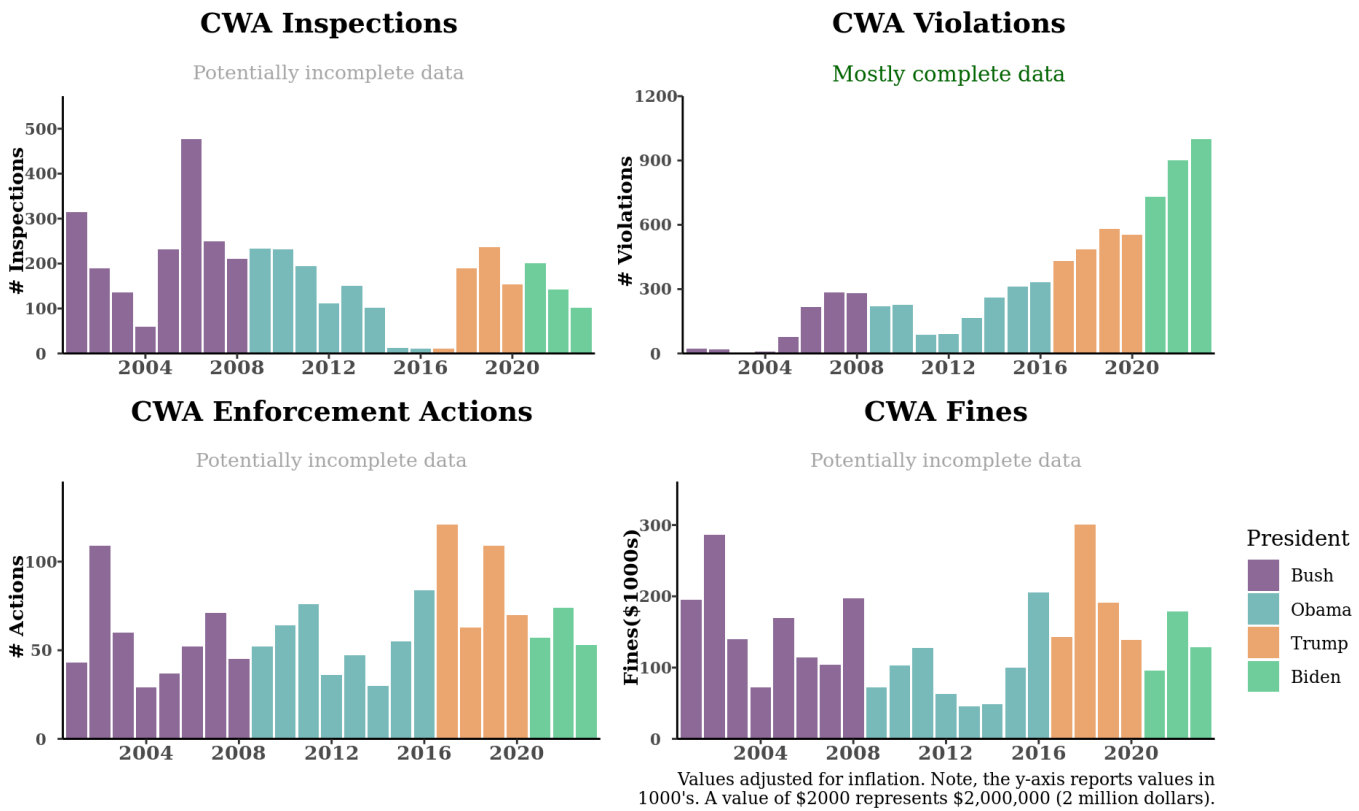 CWA Inspections
Potentially incomplete data
# Inspections
500
400
300
200
100
0
2004
2008
2012
2016
2020
CWA Violations
Mostly complete data
# Violations
1200
900
600
300
0
2004
2008
2012
2016
2020
CWA Enforcement Actions
Potentially incomplete data
# Actions
100
50
0
2004
2008
2012
2016
2020
CWA Fines
Potentially incomplete data
Fines($1000s)
300
200
100
0
2004
2008
2012
2016
2020
President
Bush
Obama
Trump
Biden
Values adjusted for inflation. Note, the y-axis reports values in
1000's. A value of $2000 represents $2,000,000 (2 million dollars).